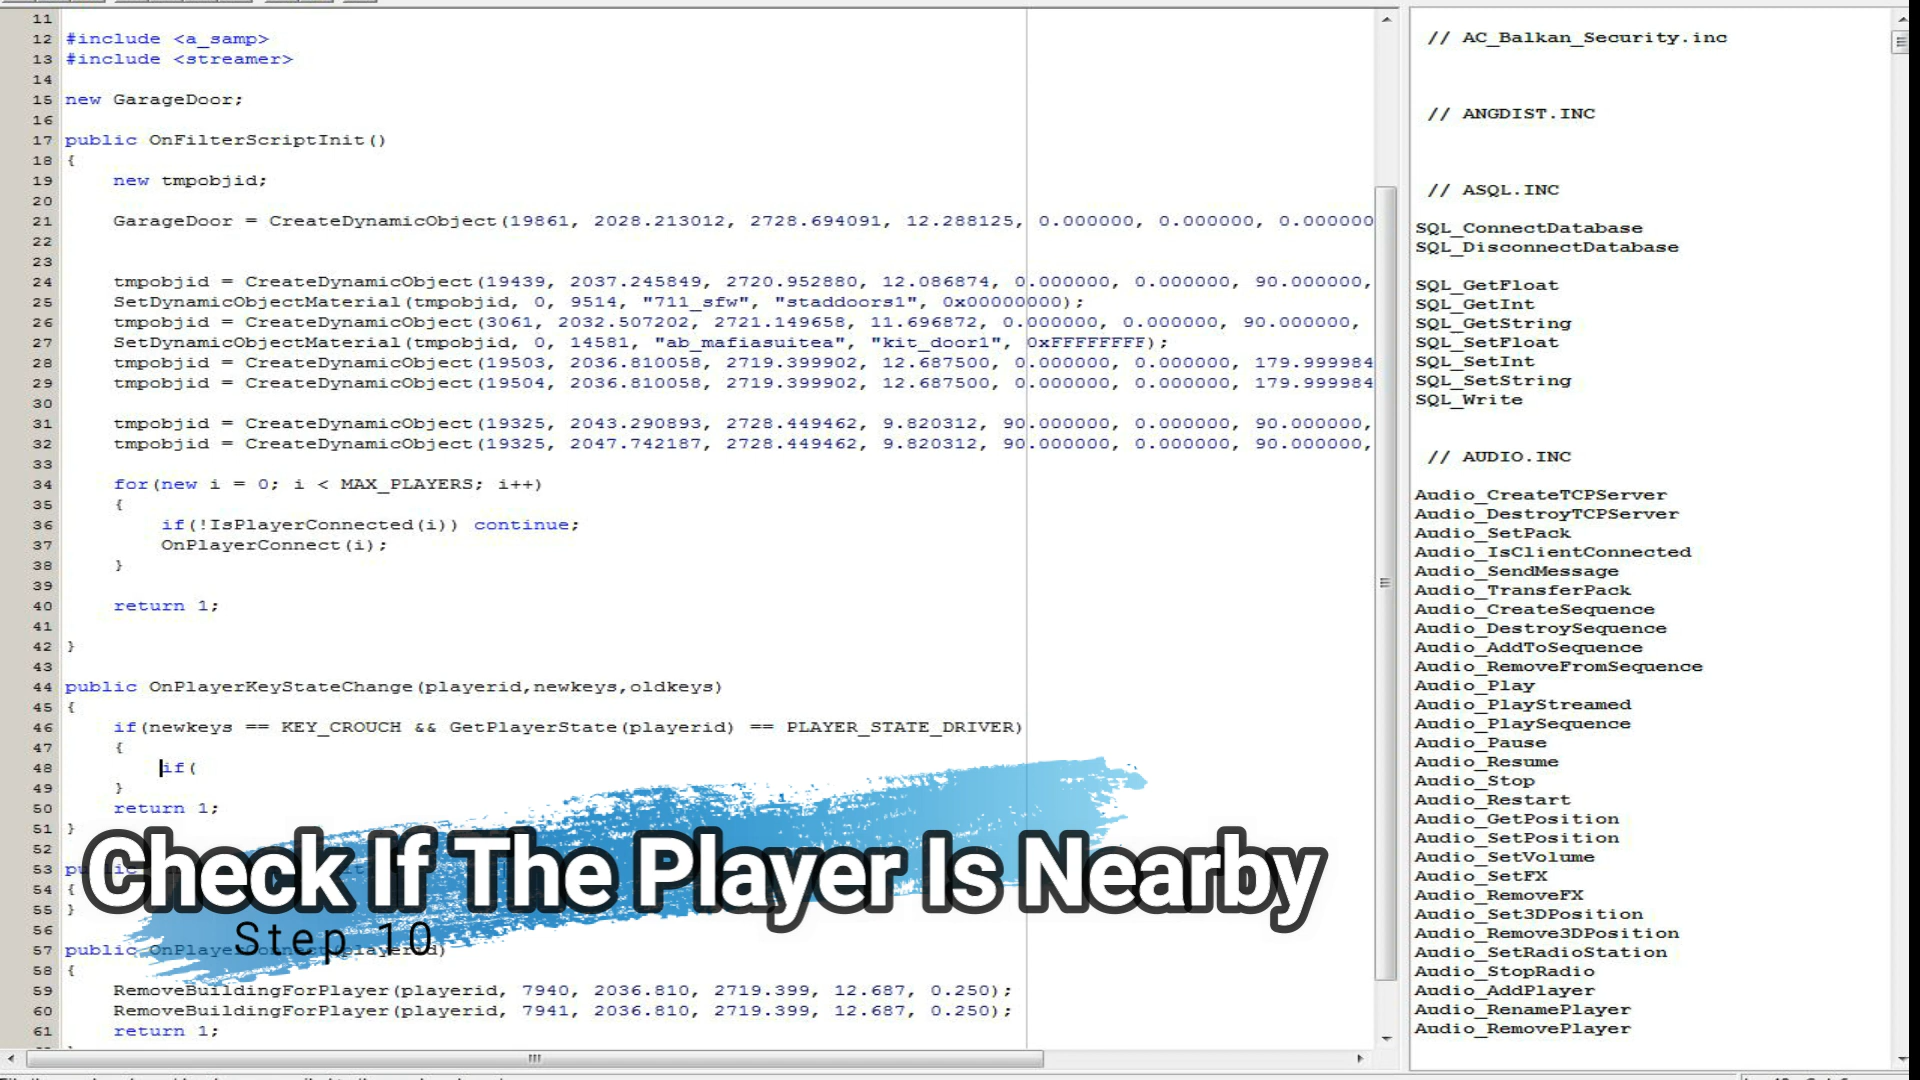 11
12 #include <a_samp>
13 #include <streamer>
14
15 new GarageDoor;
16
17 public OnFilterScriptInit()
18 {
19 new tmpobjid;
20
21 GarageDoor = CreateDynamicObject(19861, 2028.213012, 2728.694091, 12.288125, 0.000000, 0.000000, 0.000000
22
23
24 tmpobjid = CreateDynamicObject(19439, 2037.245849, 2720.952880, 12.086874, 0.000000, 0.000000, 90.000000,
25 SetDynamicObjectMaterial(tmpobjid, 0, 9514, "711_sfw", "staddoors1", 0x00000000);
26 tmpobjid = CreateDynamicObject(3061, 2032.507202, 2721.149658, 11.696872, 0.000000, 0.000000, 90.000000,
27 SetDynamicObjectMaterial(tmpobjid, 0, 14581, "ab_mafiasuitea", "kit_door1", 0xFFFFFFFF);
28 tmpobjid = CreateDynamicObject(19503, 2036.810058, 2719.399902, 12.687500, 0.000000, 0.000000, 179.999984
29 tmpobjid = CreateDynamicObject(19504, 2036.810058, 2719.399902, 12.687500, 0.000000, 0.000000, 179.999984
30
31 tmpobjid = CreateDynamicObject(19325, 2043.290893, 2728.449462, 9.820312, 90.000000, 0.000000, 90.000000,
32 tmpobjid = CreateDynamicObject(19325, 2047.742187, 2728.449462, 9.820312, 90.000000, 0.000000, 90.000000,
33
34 for(new i = 0; i < MAX_PLAYERS; i++)
35 {
36 if(!IsPlayerConnected(i)) continue;
37 OnPlayerConnect(i);
38 }
39
40 return 1;
41
42 }
43
44 public OnPlayerKeyStateChange(playerid,newkeys,oldkeys)
45 {
46 if(newkeys == KEY_CROUCH && GetPlayerState(playerid) == PLAYER_STATE_DRIVER)
47 {
48 if(
49 }
50 return 1;
51 }
52
53
54 {
55 }
56
57 public OnPlayerConnect(playerid)
58 {
59 RemoveBuildingForPlayer(playerid, 7940, 2036.810, 2719.399, 12.687, 0.250);
60 RemoveBuildingForPlayer(playerid, 7941, 2036.810, 2719.399, 12.687, 0.250);
61 return 1;
Check If The Player Is Nearby
Step 10
// AC_Balkan_Security.inc
// ANGDIST.INC
// ASQL.INC
SQL_ConnectDatabase
SQL_DisconnectDatabase
SQL_GetFloat
SQL_GetInt
SQL_GetString
SQL_SetFloat
SQL_SetInt
SQL_SetString
SQL_Write
// AUDIO.INC
Audio_CreateTCPServer
Audio_DestroyTCPServer
Audio_SetPack
Audio_IsClientConnected
Audio_SendMessage
Audio_TransferPack
Audio_CreateSequence
Audio_DestroySequence
Audio_AddToSequence
Audio_RemoveFromSequence
Audio_Play
Audio_PlayStreamed
Audio_PlaySequence
Audio_Pause
Audio_Resume
Audio_Stop
Audio_Restart
Audio_GetPosition
Audio_SetPosition
Audio_SetVolume
Audio_SetFX
Audio_RemoveFX
Audio_Set3DPosition
Audio_Remove3DPosition
Audio_SetRadioStation
Audio_StopRadio
Audio_AddPlayer
Audio_RenamePlayer
Audio_RemovePlayer